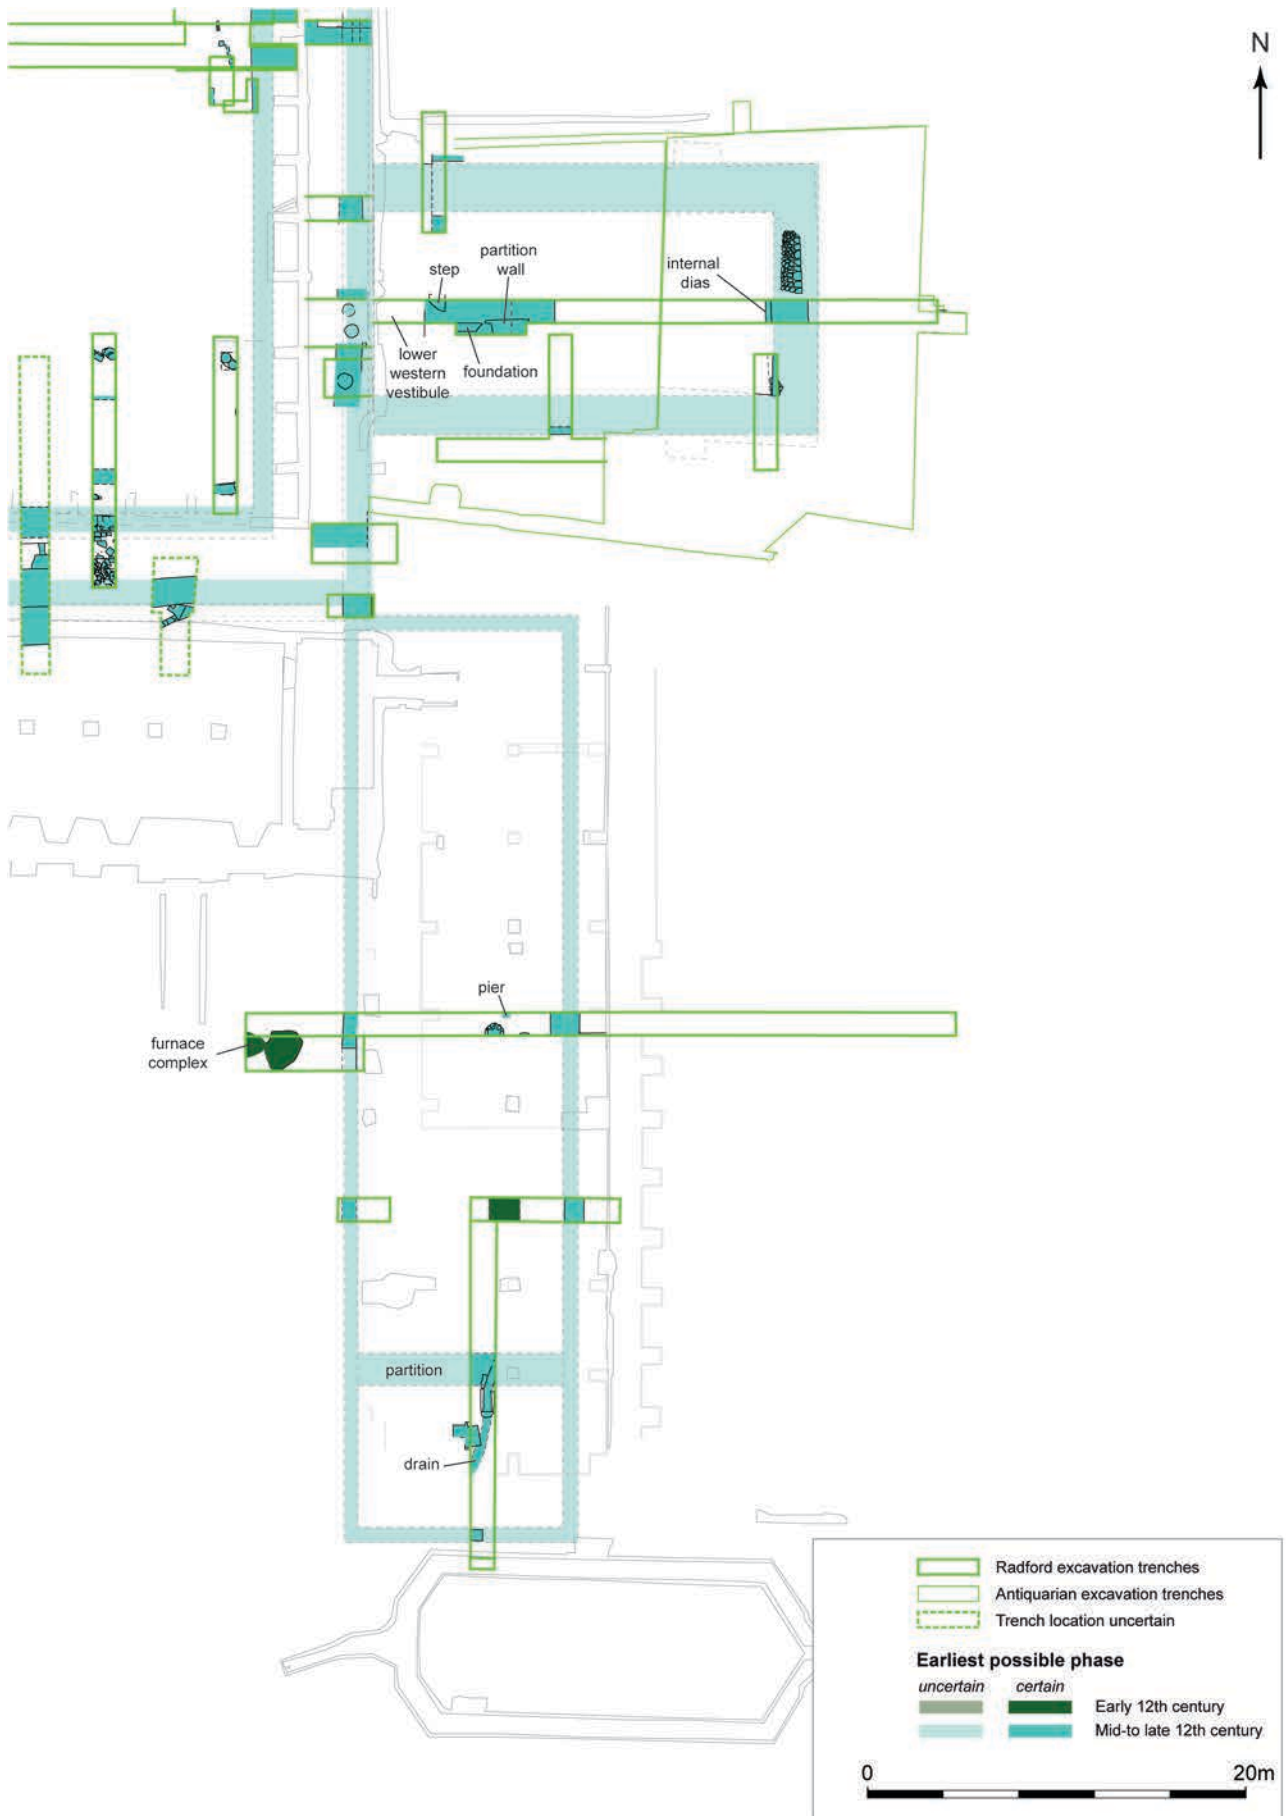 N
partition
wall
step
internal
dias
lower
western
vestibule
foundation
pier
furnace
complex
partition
drain
Radford excavation trenches
Antiquarian excavation trenches
Trench location uncertain
Earliest possible phase
uncertain certain
Early 12th century
Mid-to late 12th century
0 20m